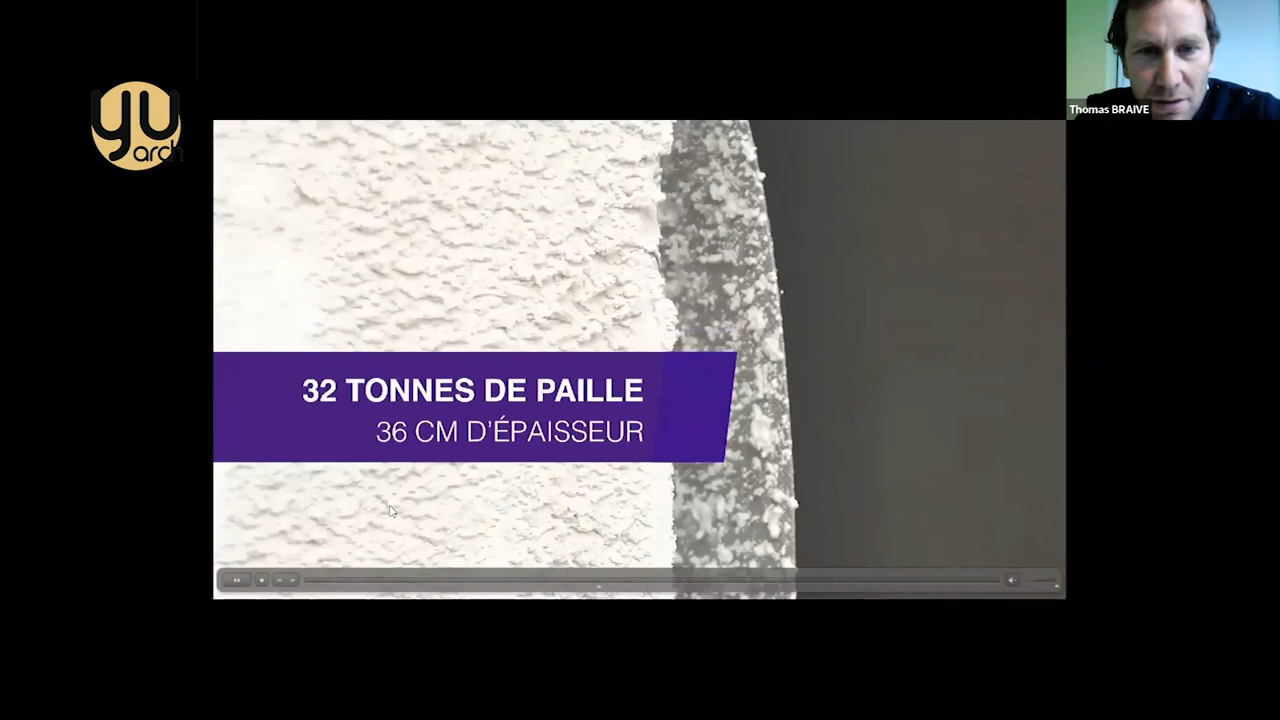 yu
arch
Thomas BRAIVE
32 TONNES DE PAILLE
36 CM D'ÉPAISSEUR